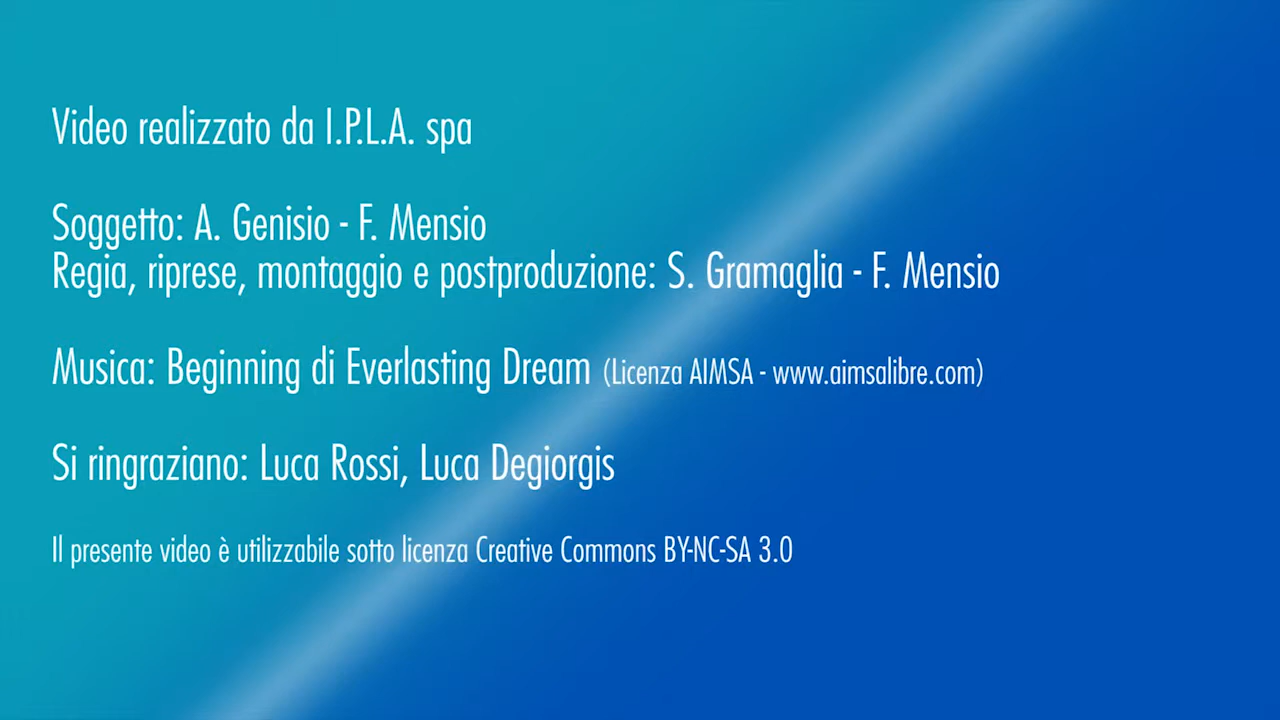 Video realizzato da I.P.L.A. spa
Soggetto: A. Genisio - F. Mensio
Regia, riprese, montaggio e postproduzione: S. Gramaglia - F. Mensio
Musica: Beginning di Everlasting Dream (Licenza AIMSA - www.aimsalibre.com)
Si ringraziano: Luca Rossi, Luca Degiorgis
Il presente video è utilizzabile sotto licenza Creative Commons BY-NC-SA 3.0